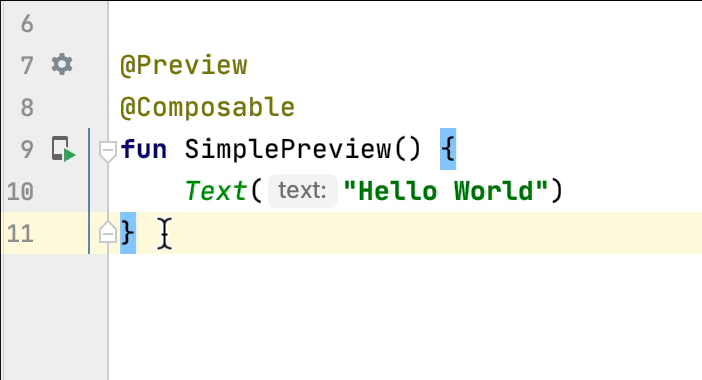 6
7 @Preview
8 @Composable
9 fun SimplePreview() {
10 Text( text: "Hello World")
11 }